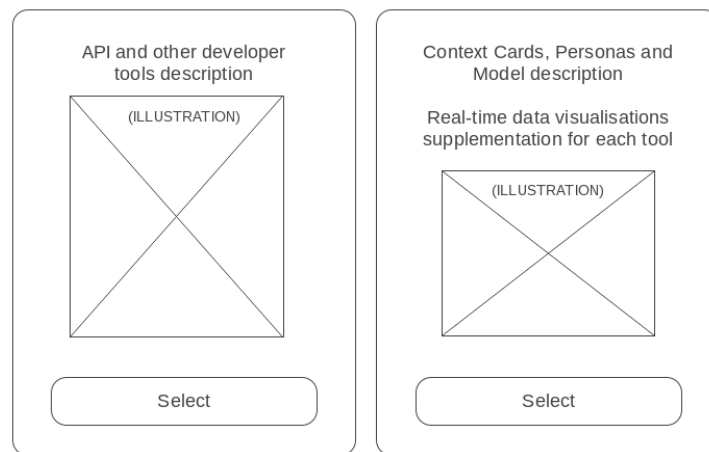 API and other developer
tools description
(ILLUSTRATION)
Select
Context Cards, Personas and
Model description
Real-time data visualisations
supplementation for each tool
(ILLUSTRATION)
Select